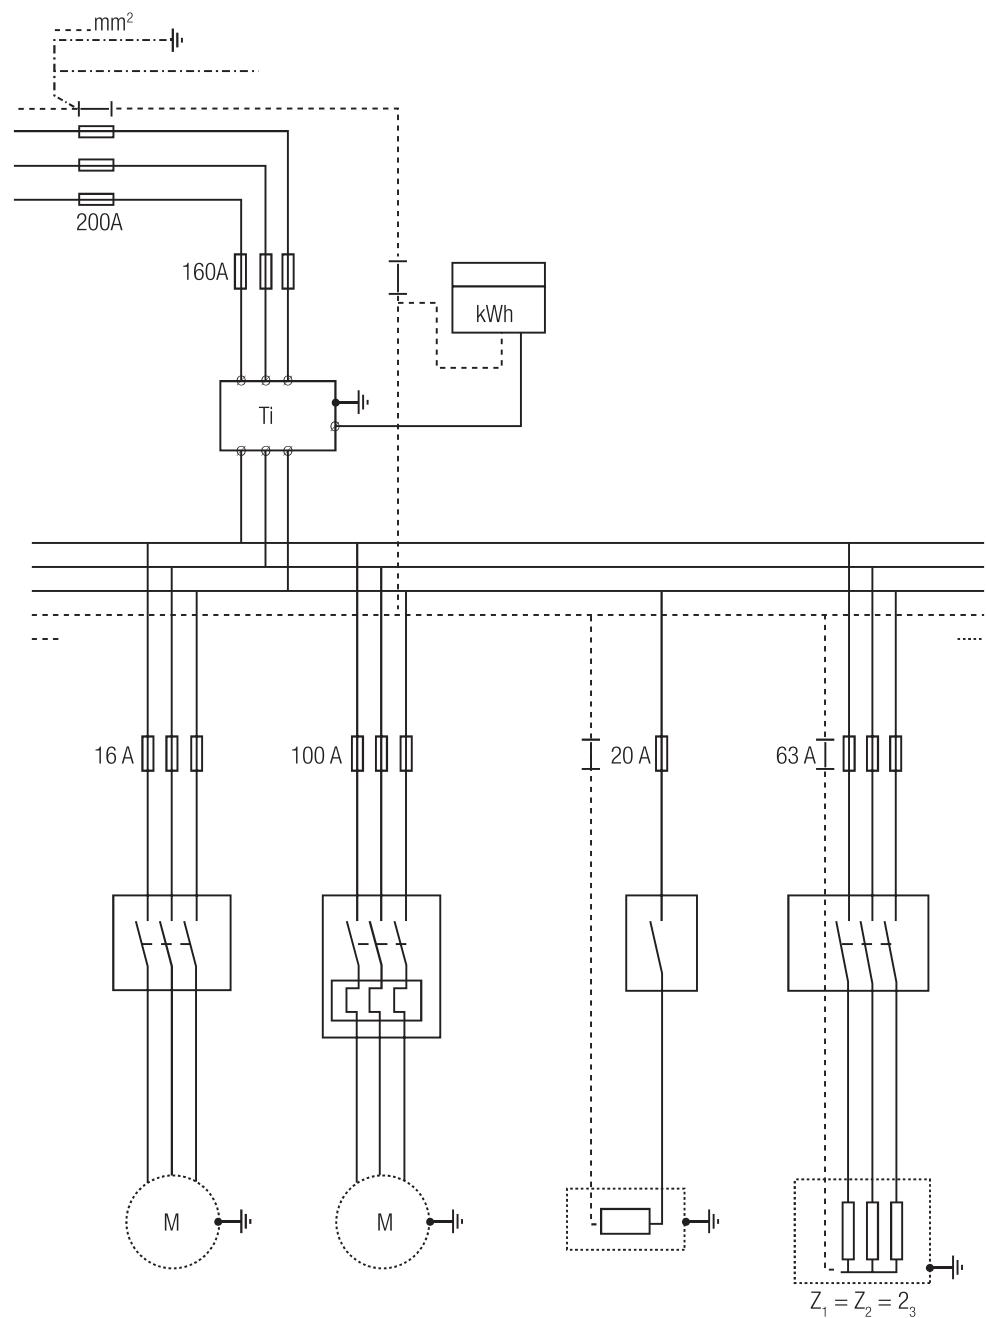 mm²
200A
160A
kWh
Ti
16 A
100 A
20 A
63 A
M
M
Z₁ = Z₂ = 2₃